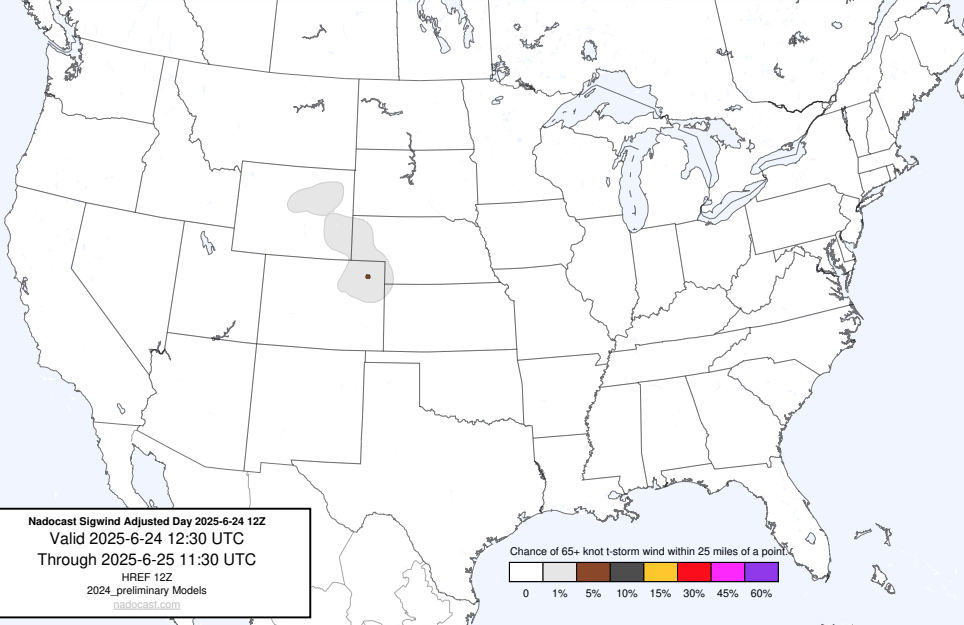 Nadocast Sigwind Adjusted Day 2025-6-24 12Z
Valid 2025-6-24 12:30 UTC
Through 2025-6-25 11:30 UTC
HREF 12Z
2024_preliminary Models
nadocast.com
Chance of 65+ knot t-storm wind within 25 miles of a point.
0 1% 5% 10% 15% 30% 45% 60%